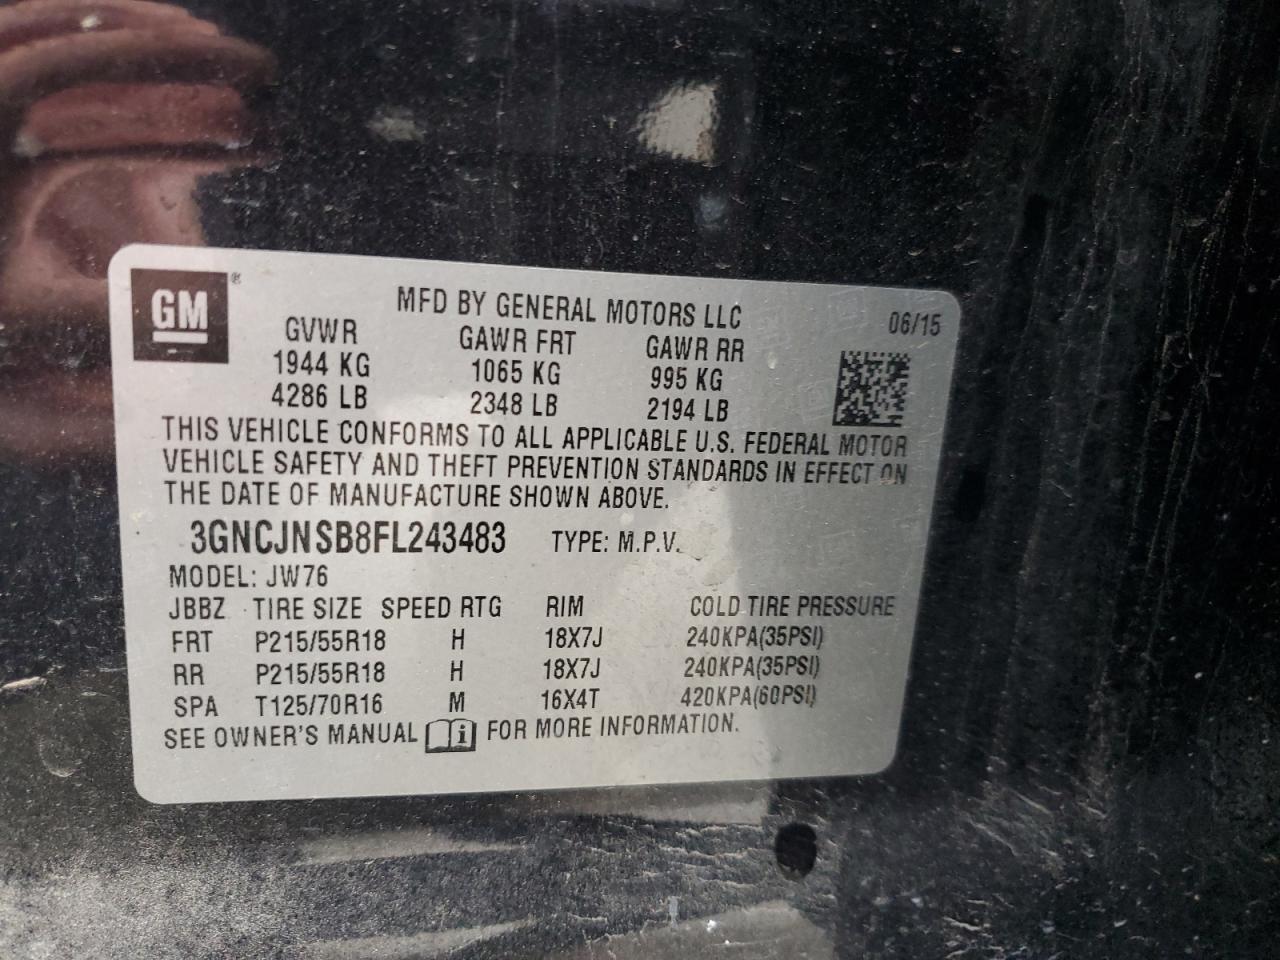 GM ®
MFD BY GENERAL MOTORS LLC 06/15
GVWR GAWR FRT GAWR RR
1944 KG 1065 KG 995 KG
4286 LB 2348 LB 2194 LB
THIS VEHICLE CONFORMS TO ALL APPLICABLE U.S. FEDERAL MOTOR
VEHICLE SAFETY AND THEFT PREVENTION STANDARDS IN EFFECT ON
THE DATE OF MANUFACTURE SHOWN ABOVE.
3GNCJNSB8FL243483 TYPE: M.P.V.
MODEL: JW76
JBBZ TIRE SIZE SPEED RTG RIM COLD TIRE PRESSURE
FRT P215/55R18 H 18X7J 240KPA(35PSI)
RR P215/55R18 H 18X7J 240KPA(35PSI)
SPA T125/70R16 M 16X4T 420KPA(60PSI)
SEE OWNER'S MANUAL i FOR MORE INFORMATION.